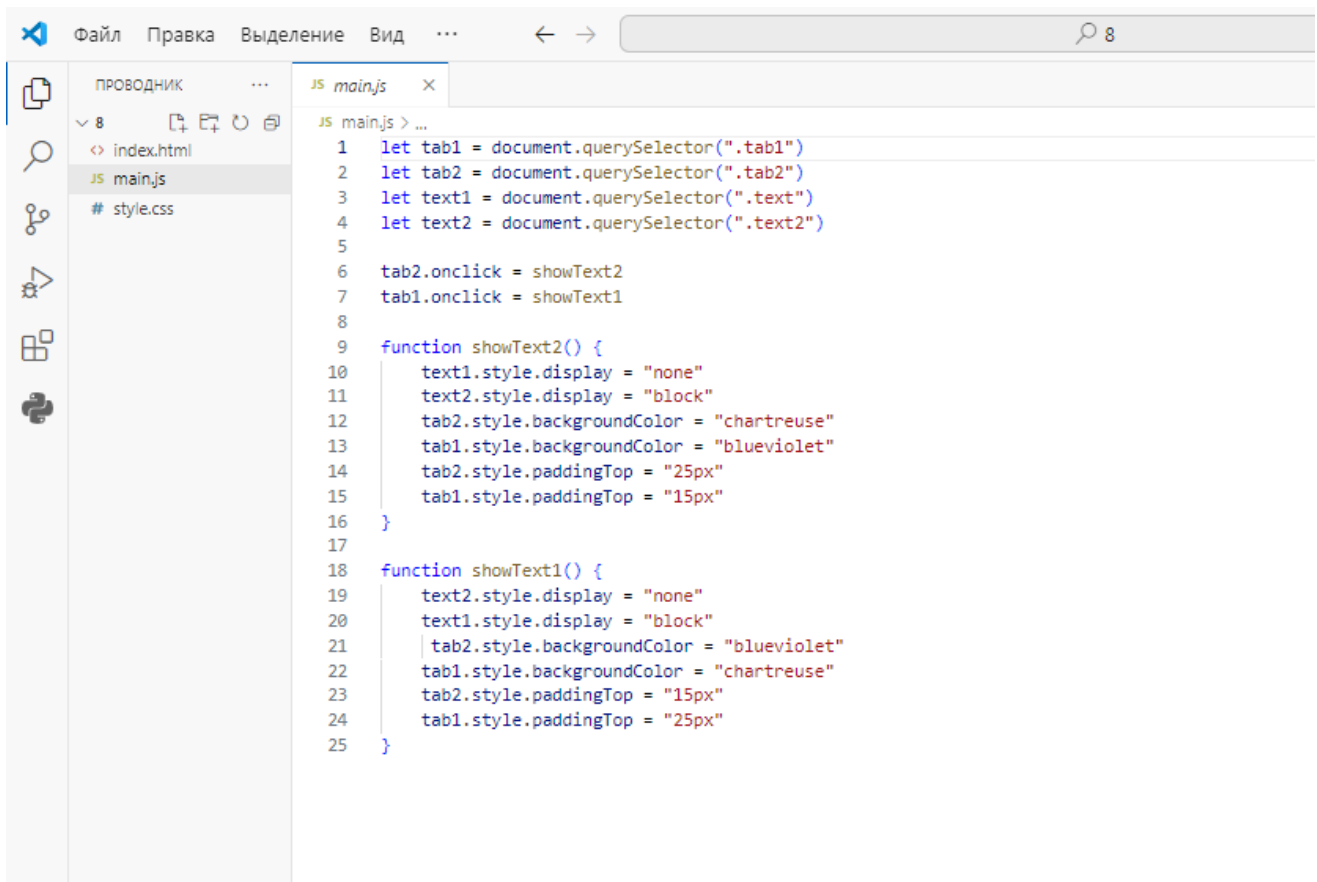 Файл Правка Выделение Вид ... 8
ПРОВОДНИК ...
8
index.html
JS main.js
# style.css
JS main.js ×
JS main.js > ...
1 let tab1 = document.querySelector(".tab1")
2 let tab2 = document.querySelector(".tab2")
3 let text1 = document.querySelector(".text")
4 let text2 = document.querySelector(".text2")
5
6 tab2.onclick = showText2
7 tab1.onclick = showText1
8
9 function showText2() {
10 text1.style.display = "none"
11 text2.style.display = "block"
12 tab2.style.backgroundColor = "chartreuse"
13 tab1.style.backgroundColor = "blueviolet"
14 tab2.style.paddingTop = "25px"
15 tab1.style.paddingTop = "15px"
16 }
17
18 function showText1() {
19 text2.style.display = "none"
20 text1.style.display = "block"
21 tab2.style.backgroundColor = "blueviolet"
22 tab1.style.backgroundColor = "chartreuse"
23 tab2.style.paddingTop = "15px"
24 tab1.style.paddingTop = "25px"
25 }